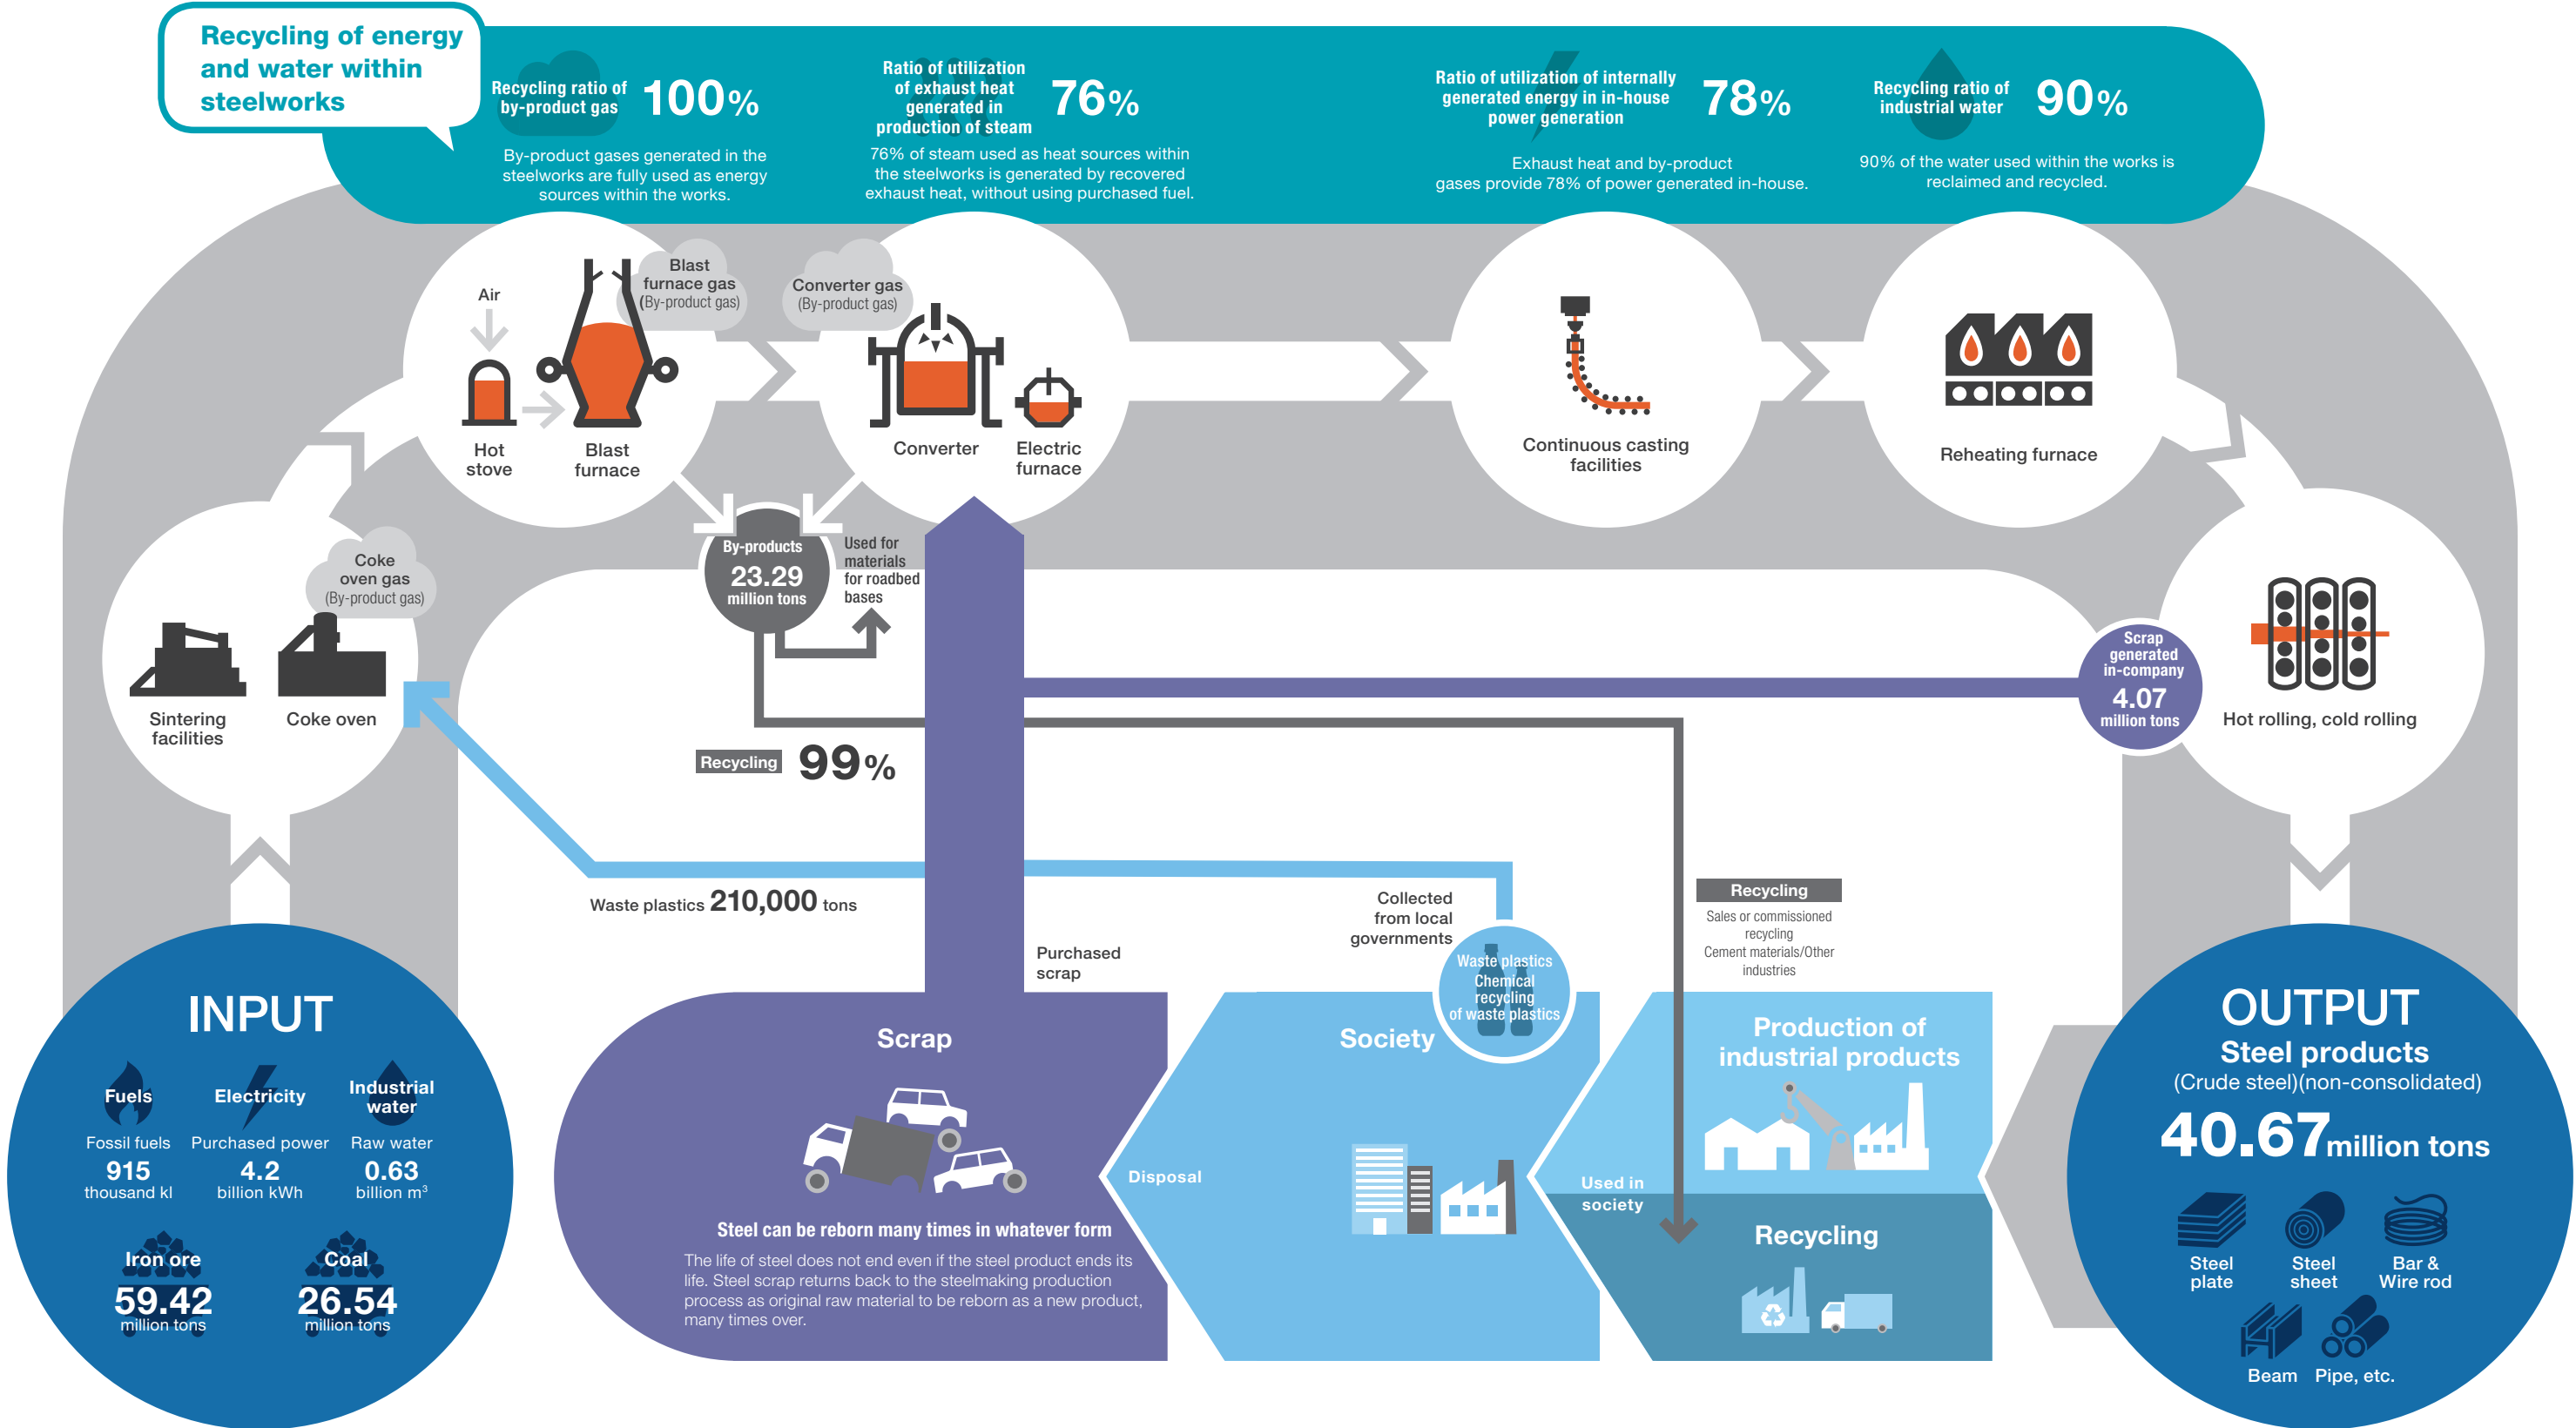 Recycling of energy
and water within
steelworks
Recycling ratio of
by-product gas
100%
By-product gases generated in the
steelworks are fully used as energy
sources within the works.
Ratio of utilization
of exhaust heat
generated in
production of steam
76%
76% of steam used as heat sources within
the steelworks is generated by recovered
exhaust heat, without using purchased fuel.
Ratio of utilization of internally
generated energy in in-house
power generation
78%
Exhaust heat and by-product
gases provide 78% of power generated in-house.
Recycling ratio of
industrial water
90%
90% of the water used within the works is
reclaimed and recycled.
Air
Hot
stove
Blast
furnace
Blast
furnace gas
(By-product gas)
Converter gas
(By-product gas)
Converter
Electric
furnace
Continuous casting
facilities
Reheating furnace
Coke
oven gas
(By-product gas)
Sintering
facilities
Coke oven
By-products
23.29
million tons
Used for
materials
for roadbed
bases
Scrap
generated
in-company
4.07
million tons
Hot rolling, cold rolling
Recycling 99%
Waste plastics 210,000 tons
Purchased
scrap
Collected
from local
governments
Waste plastics
Chemical
recycling
of waste plastics
Recycling
Sales or commissioned
recycling
Cement materials/Other
industries
INPUT
Fuels
Fossil fuels
915
thousand kl
Electricity
Purchased power
4.2
billion kWh
Industrial
water
Raw water
0.63
billion m³
Iron ore
59.42
million tons
Coal
26.54
million tons
Scrap
Steel can be reborn many times in whatever form
The life of steel does not end even if the steel product ends its
life. Steel scrap returns back to the steelmaking production
process as original raw material to be reborn as a new product,
many times over.
Disposal
Society
Used in
society
Production of
industrial products
Recycling
OUTPUT
Steel products
(Crude steel)(non-consolidated)
40.67million tons
Steel
plate
Steel
sheet
Bar &
Wire rod
Beam
Pipe, etc.